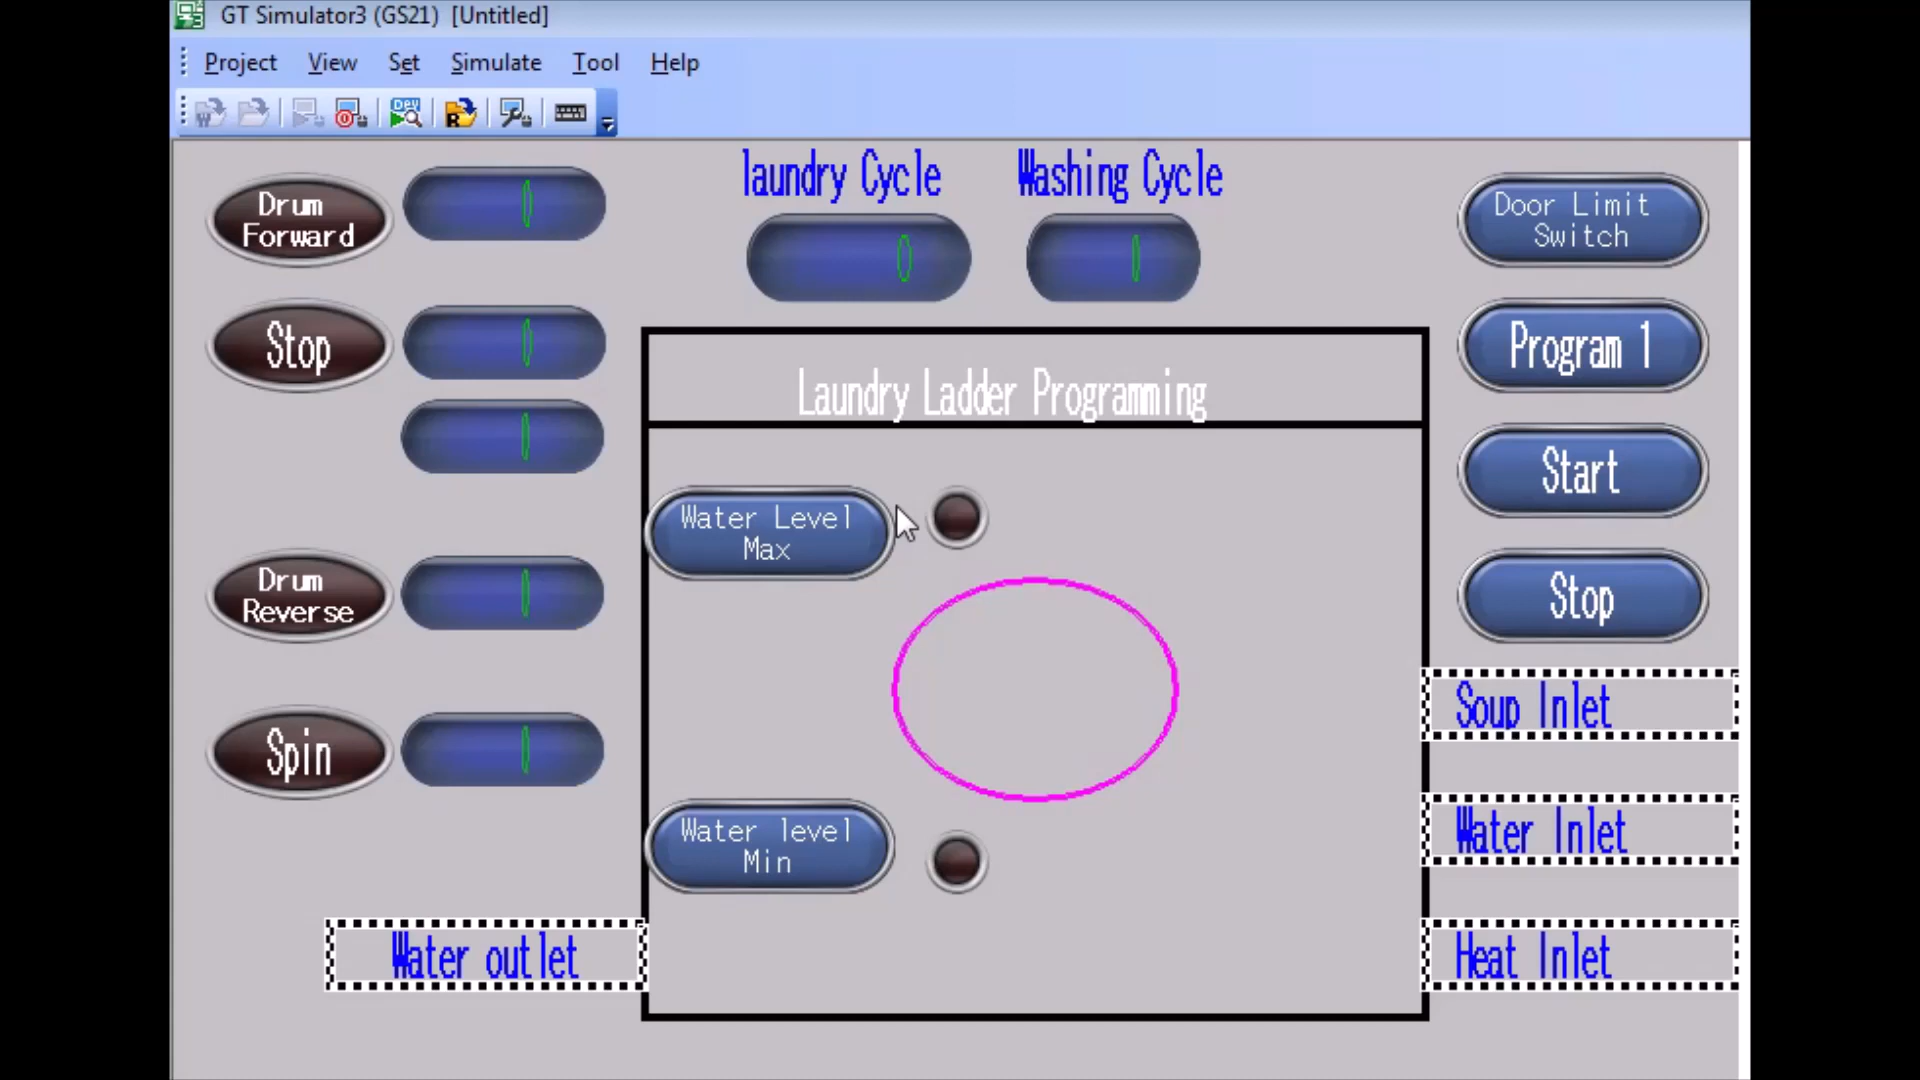 GT Simulator3 (GS21) [Untitled]
Project View Set Simulate Tool Help
laundry Cycle Washing Cycle
Drum
Forward
0
0
0
Door Limit
Switch
Stop
0
0
Program 1
Laundry Ladder Programming
Start
Water Level
Max
Drum
Reverse
0
Stop
Soup Inlet
Spin
0
Water level
Min
Water Inlet
Water outlet
Heat Inlet